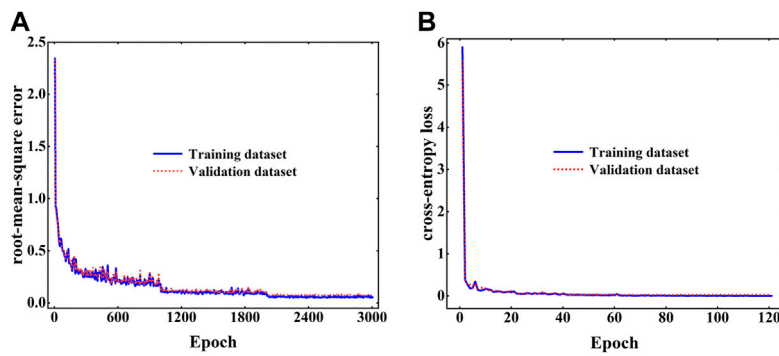 A
root-mean-square error
2.5
2.0
1.5
1.0
0.5
0.0
Training dataset
Validation dataset
0 600 1200 1800 2400 3000
Epoch
B
cross-entropy loss
6
5
4
3
2
1
0
Training dataset
Validation dataset
0 20 40 60 80 100 120
Epoch